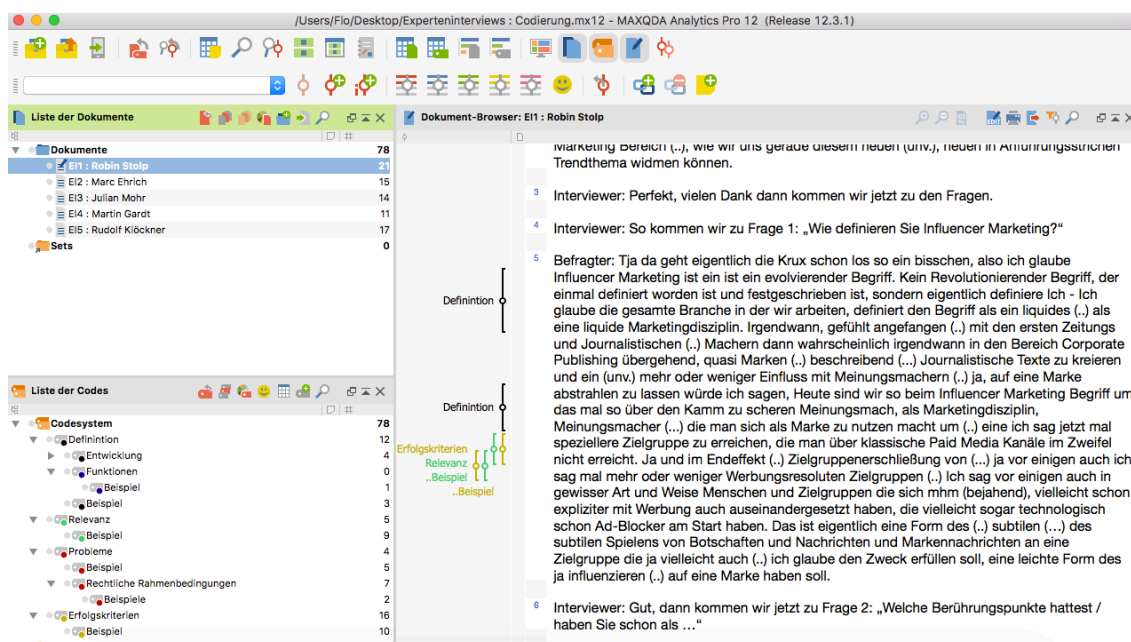 /Users/Flo/Desktop/Experteninterviews : Codierung.mx12 - MAXQDA Analytics Pro 12 (Release 12.3.1)
Liste der Dokumente
Dokumente 78
EI1 : Robin Stolp 21
EI2 : Marc Ehrich 15
EI3 : Julian Mohr 14
EI4 : Martin Gardt 11
EI5 : Rudolf Klöckner 17
Sets 0
Liste der Codes
Codesystem 78
Definintion 12
Entwicklung 4
Funktionen 0
Beispiel 1
Beispiel 3
Relevanz 5
Beispiel 9
Probleme 4
Beispiel 5
Rechtliche Rahmenbedingungen 7
Beispiele 2
Erfolgskriterien 16
Beispiel 10
Dokument-Browser: EI1 : Robin Stolp
Definintion
Definintion
Erfolgskriterien
Relevanz
..Beispiel
..Beispiel
Marketing Bereich (..), wie wir uns gerade diesem neuen (unv.), neuen in Anführungsstrichen
Trendthema widmen können.
3 Interviewer: Perfekt, vielen Dank dann kommen wir jetzt zu den Fragen.
4 Interviewer: So kommen wir zu Frage 1: „Wie definieren Sie Influencer Marketing?“
5 Befragter: Tja da geht eigentlich die Krux schon los so ein bisschen, also ich glaube
Influencer Marketing ist ein ist ein evolvierender Begriff. Kein Revolutionierender Begriff, der
einmal definiert worden ist und festgeschrieben ist, sondern eigentlich definiere Ich - Ich
glaube die gesamte Branche in der wir arbeiten, definiert den Begriff als ein liquides (..) als
eine liquide Marketingdisziplin. Irgendwann, gefühlt angefangen (..) mit den ersten Zeitungs
und Journalistischen (..) Machern dann wahrscheinlich irgendwann in den Bereich Corporate
Publishing übergehend, quasi Marken (..) beschreibend (...) Journalistische Texte zu kreieren
und ein (unv.) mehr oder weniger Einfluss mit Meinungsmachern (..) ja, auf eine Marke
abstrahlen zu lassen würde ich sagen, Heute sind wir so beim Influencer Marketing Begriff um
das mal so über den Kamm zu scheren Meinungsmach, als Marketingdisziplin,
Meinungsmacher (...) die man sich als Marke zu nutzen macht um (..) eine ich sag jetzt mal
speziellere Zielgruppe zu erreichen, die man über klassische Paid Media Kanäle im Zweifel
nicht erreicht. Ja und im Endeffekt (..) Zielgruppenerschließung von (...) ja vor einigen auch ich
sag mal mehr oder weniger Werbungsresoluten Zielgruppen (..) Ich sag vor einigen auch in
gewisser Art und Weise Menschen und Zielgruppen die sich mhm (bejahend), vielleicht schon
expliziter mit Werbung auch auseinandergesetzt haben, die vielleicht sogar technologisch
schon Ad-Blocker am Start haben. Das ist eigentlich eine Form des (..) subtilen (...) des
subtilen Spielens von Botschaften und Nachrichten und Markennachrichten an eine
Zielgruppe die ja vielleicht auch (..) ich glaube den Zweck erfüllen soll, eine leichte Form des
ja influenzieren (..) auf eine Marke haben soll.
6 Interviewer: Gut, dann kommen wir jetzt zu Frage 2: „Welche Berührungspunkte hattest /
haben Sie schon als …“